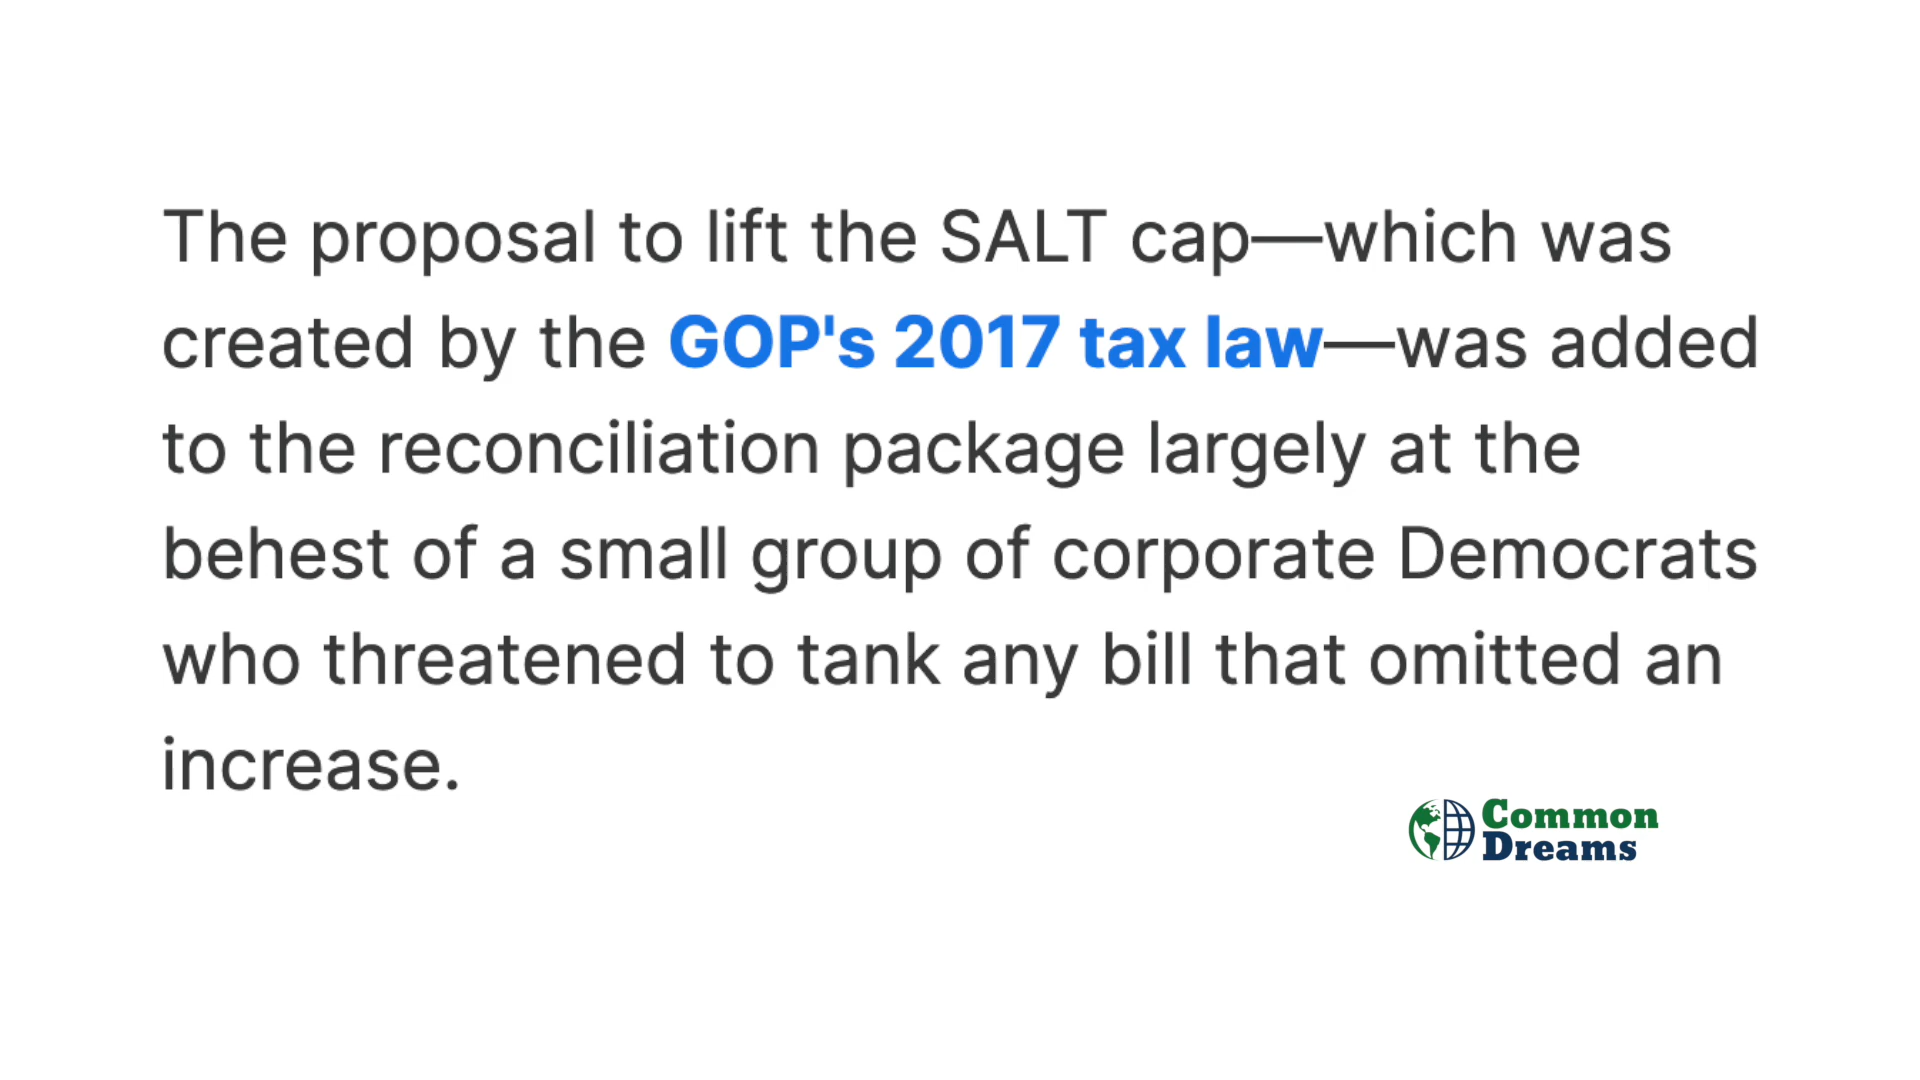 The proposal to lift the SALT cap—which was
created by the GOP's 2017 tax law—was added
to the reconciliation package largely at the
behest of a small group of corporate Democrats
who threatened to tank any bill that omitted an
increase.
Common
Dreams